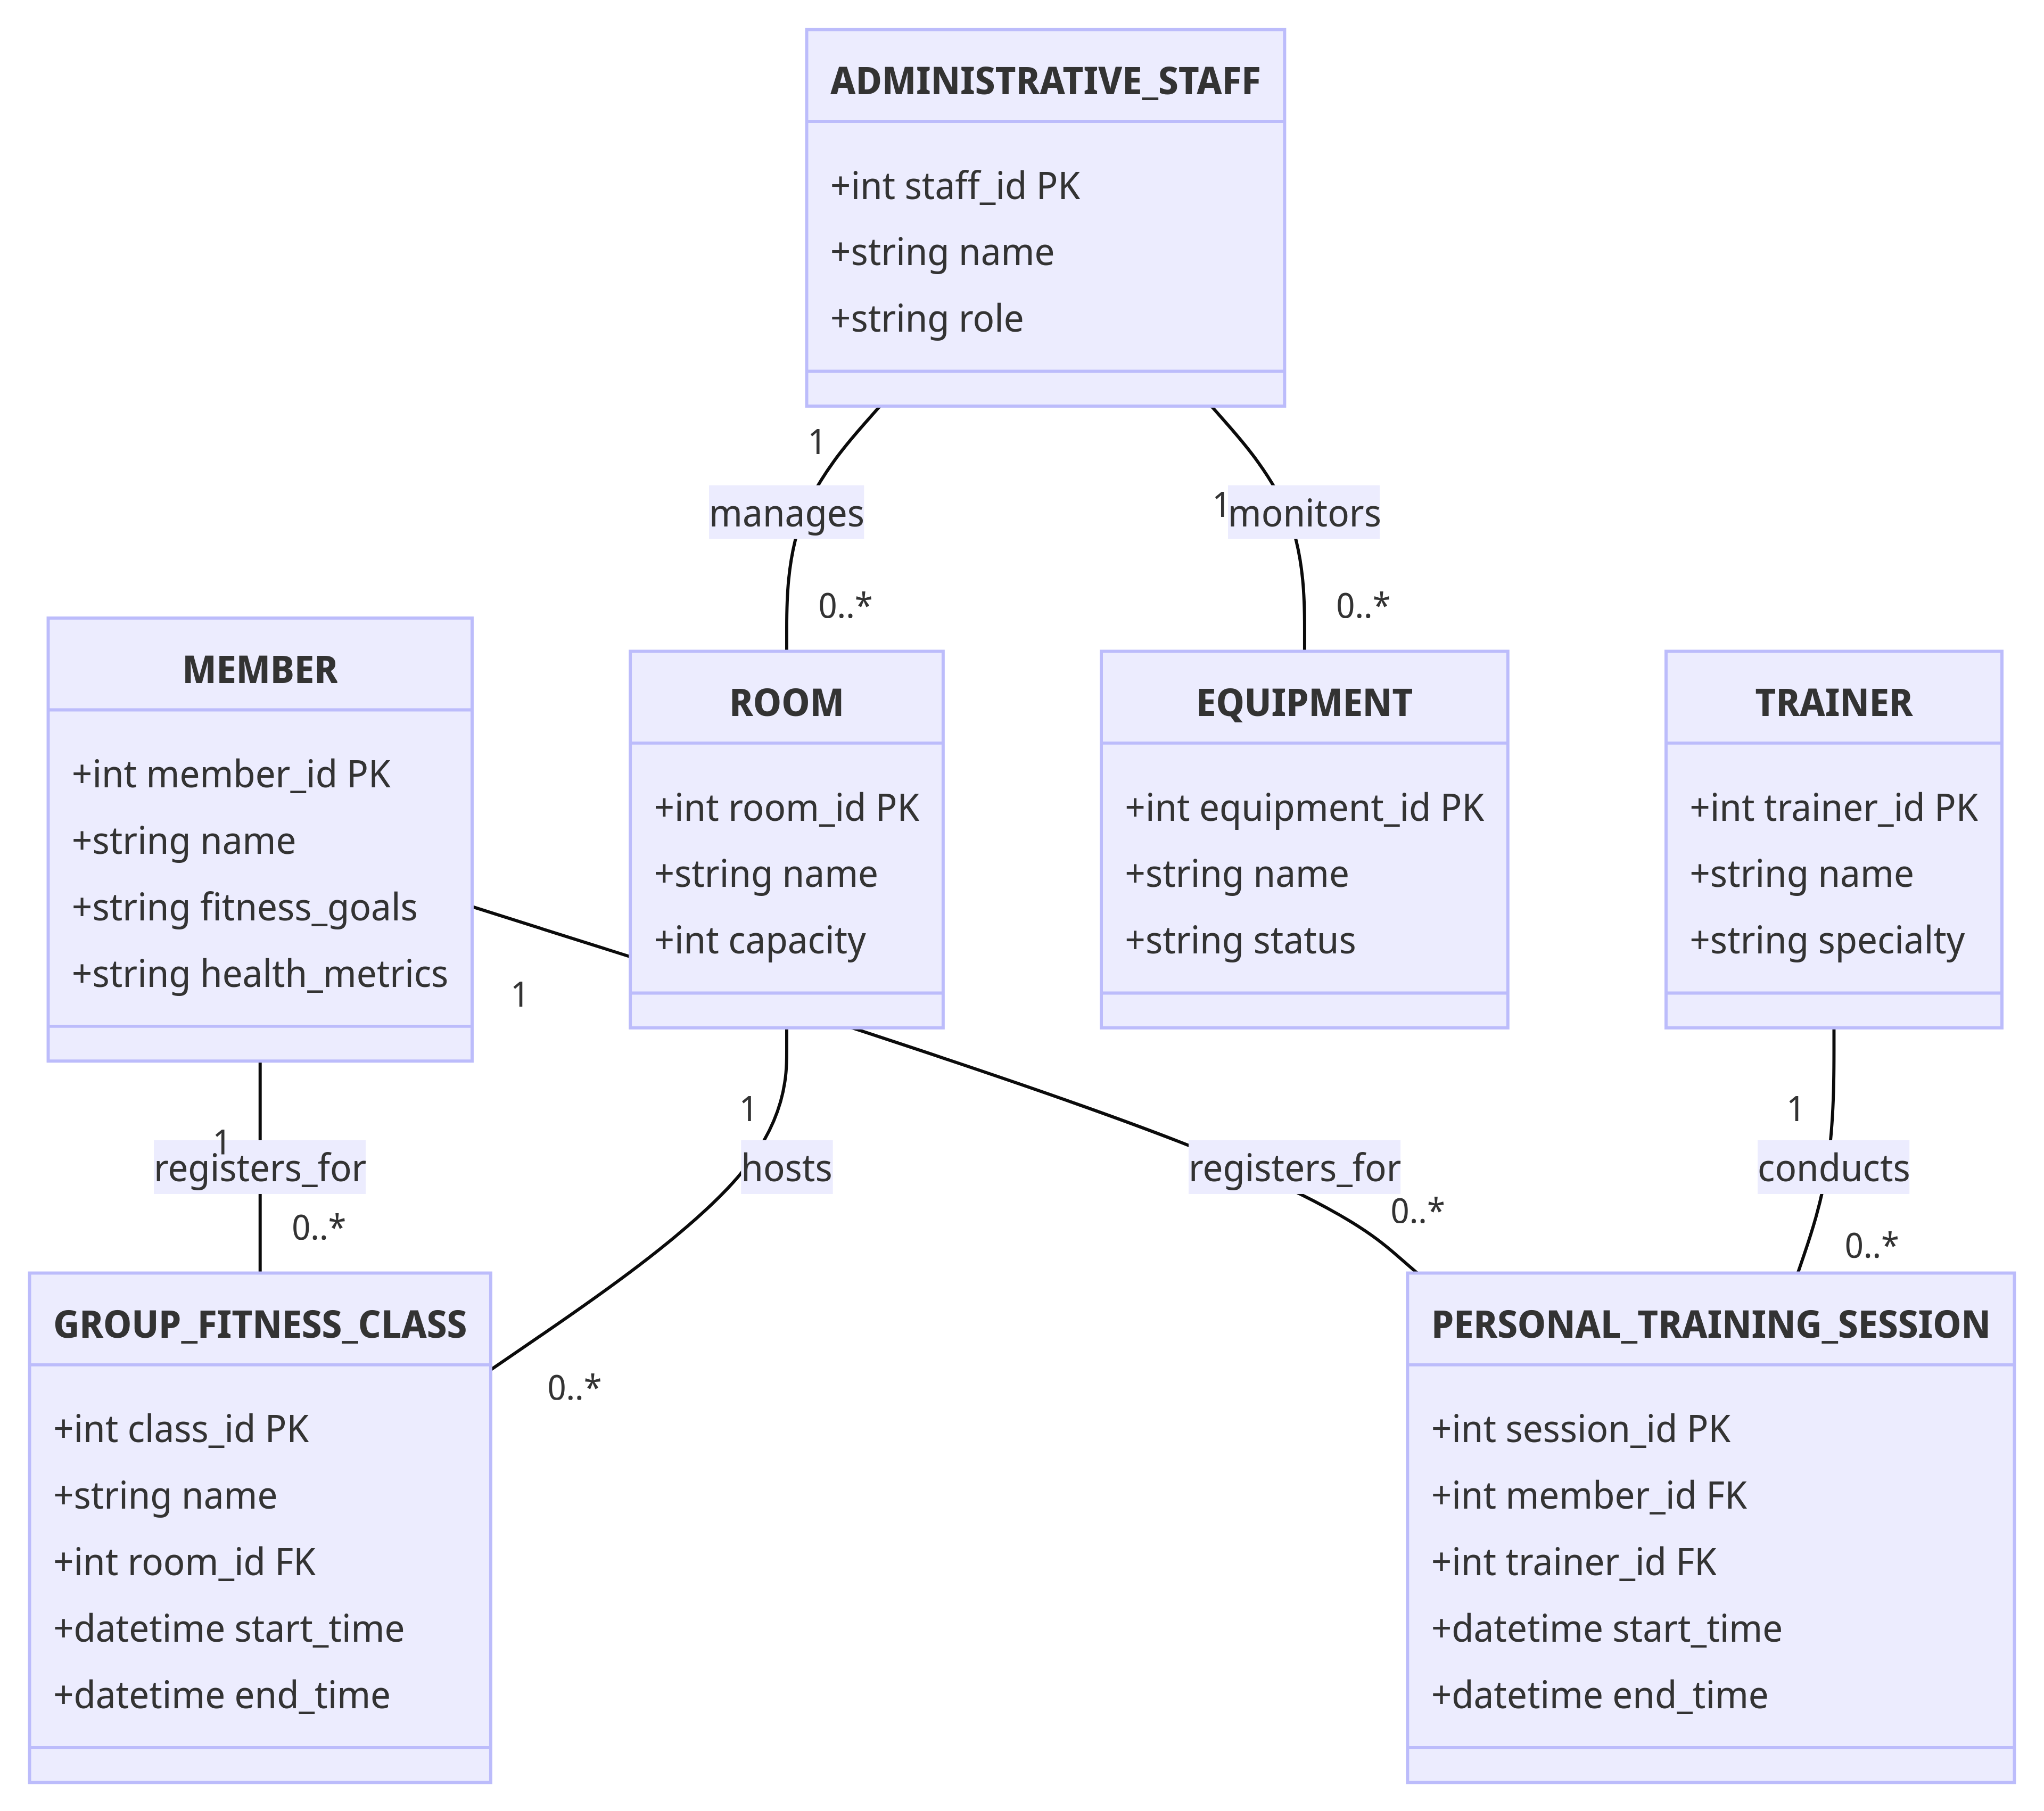 ADMINISTRATIVE_STAFF
+int staff_id PK
+string name
+string role
1
manages
0..*
1
monitors
0..*
MEMBER
+int member_id PK
+string name
+string fitness_goals
+string health_metrics
ROOM
+int room_id PK
+string name
+int capacity
EQUIPMENT
+int equipment_id PK
+string name
+string status
TRAINER
+int trainer_id PK
+string name
+string specialty
1
1
registers_for
0..*
1
hosts
0..*
registers_for
0..*
1
conducts
0..*
GROUP_FITNESS_CLASS
+int class_id PK
+string name
+int room_id FK
+datetime start_time
+datetime end_time
PERSONAL_TRAINING_SESSION
+int session_id PK
+int member_id FK
+int trainer_id FK
+datetime start_time
+datetime end_time